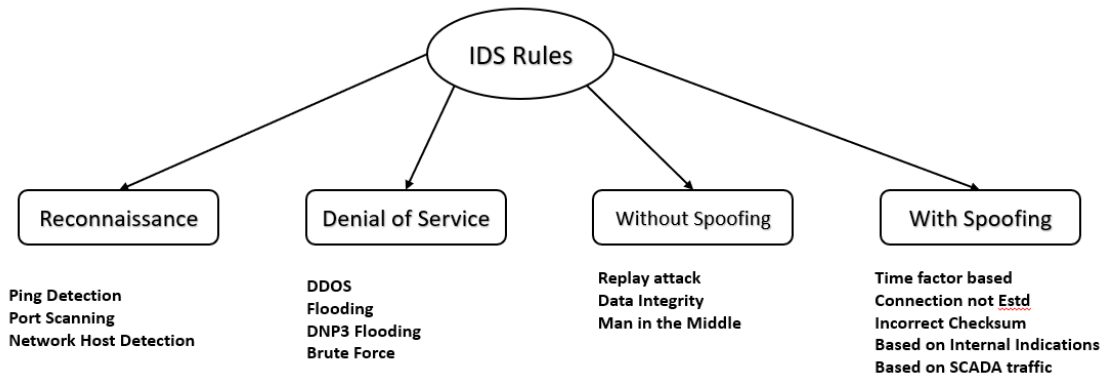 IDS Rules
Reconnaissance
Ping Detection
Port Scanning
Network Host Detection
Denial of Service
DDOS
Flooding
DNP3 Flooding
Brute Force
Without Spoofing
Replay attack
Data Integrity
Man in the Middle
With Spoofing
Time factor based
Connection not Estd
Incorrect Checksum
Based on Internal Indications
Based on SCADA traffic